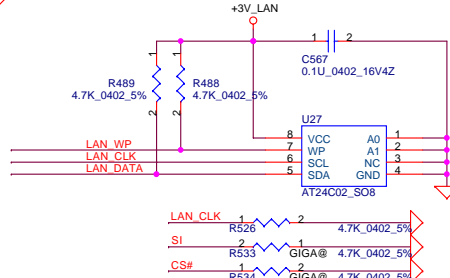 +3V_LAN
1 2
C567
0.1U_0402_16V4Z
1 1
R489 R488
4.7K_0402_5% 4.7K_0402_5%
2 2
U27
8 VCC A0 1
LAN_WP 7 WP A1 2
LAN_CLK 6 SCL NC 3
LAN_DATA 5 SDA GND 4
AT24C02_SO8
LAN_CLK 1 2
R526 4.7K_0402_5%
SI 2 1
R533 GIGA@ 4.7K_0402_5%
CS# 1 2
R534 GIGA@ 4.7K_0402_5%